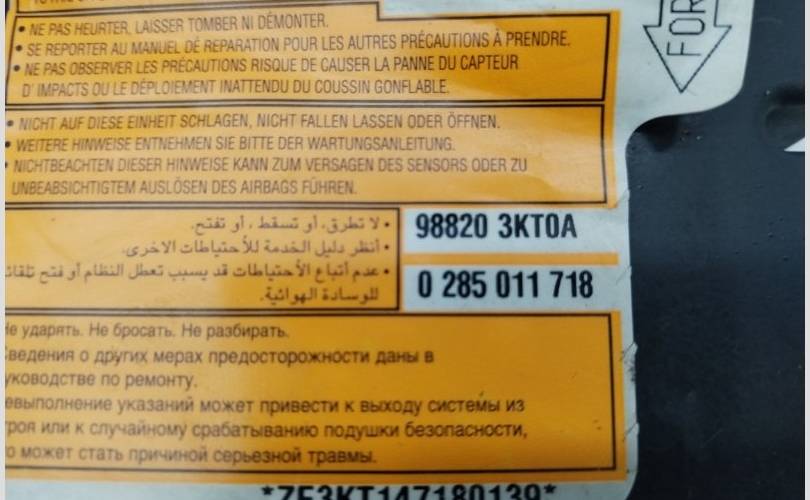 • NE PAS HEURTER, LAISSER TOMBER NI DÉMONTER.
• SE REPORTER AU MANUEL DE RÉPARATION POUR LES AUTRES PRÉCAUTIONS À PRENDRE.
• NE PAS OBSERVER LES PRÉCAUTIONS RISQUE DE CAUSER LA PANNE DU CAPTEUR
D' IMPACTS OU LE DÉPLOIEMENT INATTENDU DU COUSSIN GONFLABLE.
FOR
• NICHT AUF DIESE EINHEIT SCHLAGEN, NICHT FALLEN LASSEN ODER ÖFFNEN.
• WEITERE HINWEISE ENTNEHMEN SIE BITTE DER WARTUNGSANLEITUNG.
• NICHTBEACHTEN DIESER HINWEISE KANN ZUM VERSAGEN DES SENSORS ODER ZU
UNBEABSICHTIGTEM AUSLÖSEN DES AIRBAGS FÜHREN.
• لا تطرق، أو تسقط ، أو تفتح.
• أنظر دليل الخدمة للأحتياطات الاخرى.
• عدم أتباع الأحتياطات قد يسبب تعطل النظام أو فتح تلقائ
للوسادة الهوائية.
98820 3KT0A
0 285 011 718
Не ударять. Не бросать. Не разбирать.
Сведения о других мерах предосторожности даны в
уководстве по ремонту.
евыполнение указаний может привести к выходу системы из
троя или к случайному срабатыванию подушки безопасности,
то может стать причиной серьезной травмы.
*7F3KT147180139*